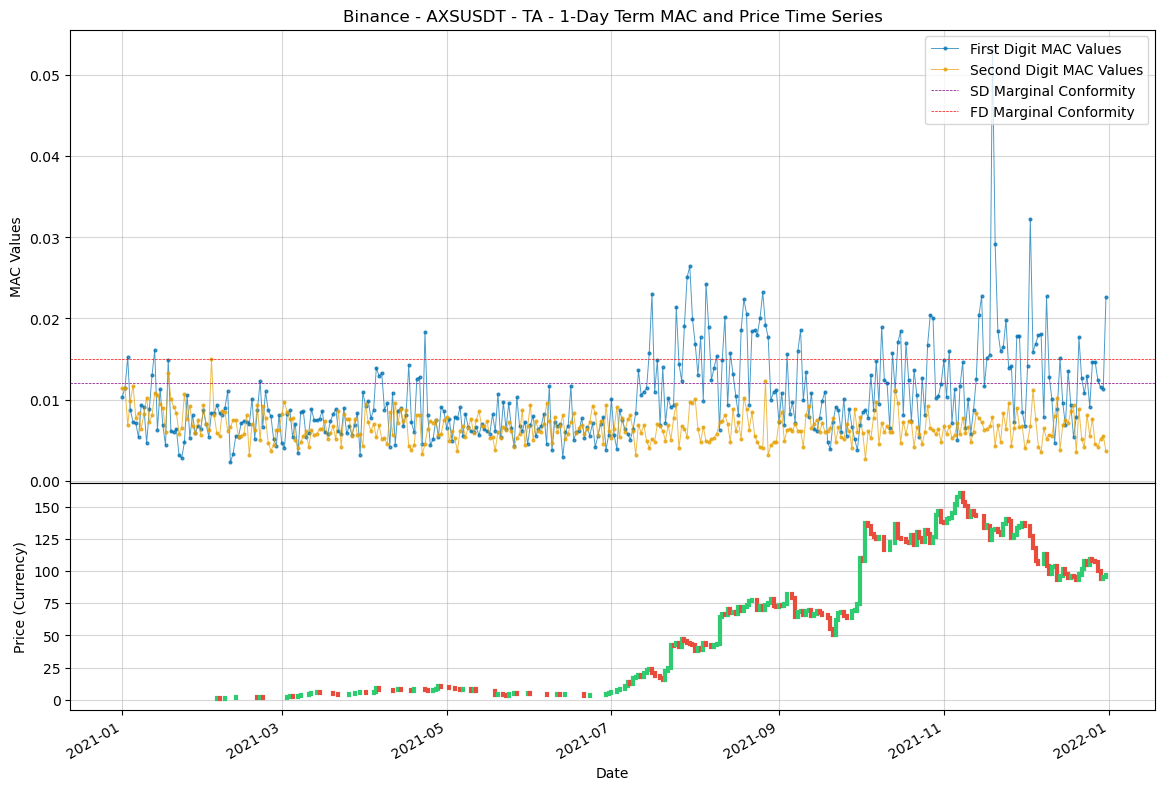 Binance - AXSUSDT - TA - 1-Day Term MAC and Price Time Series
First Digit MAC Values
Second Digit MAC Values
SD Marginal Conformity
FD Marginal Conformity
MAC Values
0.05
0.04
0.03
0.02
0.01
0.00
Price (Currency)
150
125
100
75
50
25
0
2021-01
2021-03
2021-05
2021-07
2021-09
2021-11
2022-01
Date